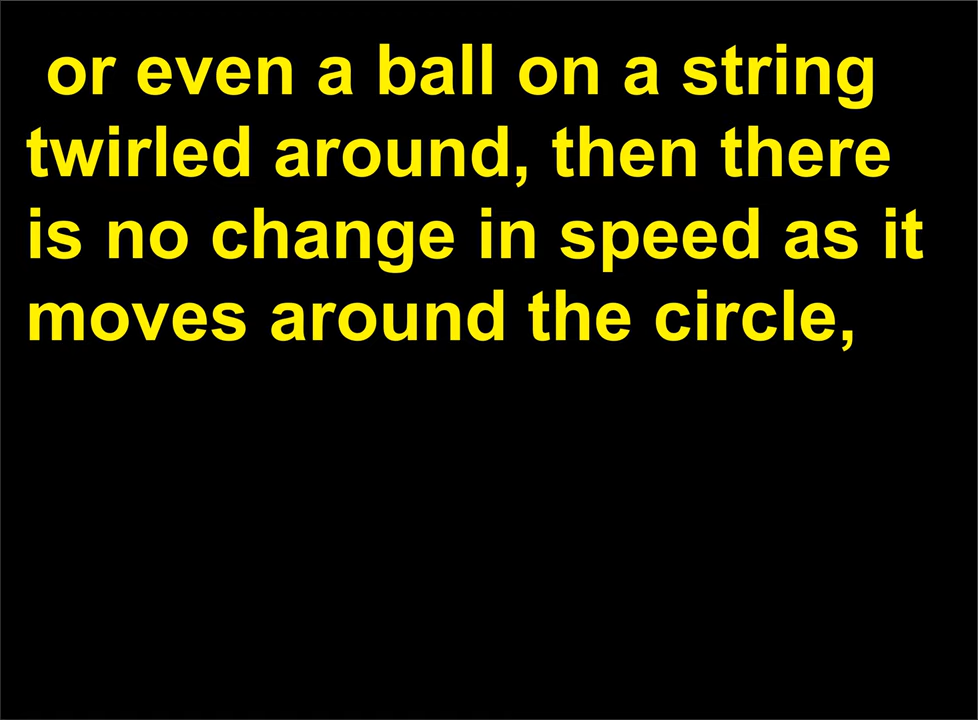 or even a ball on a string
twirled around, then there
is no change in speed as it
moves around the circle,